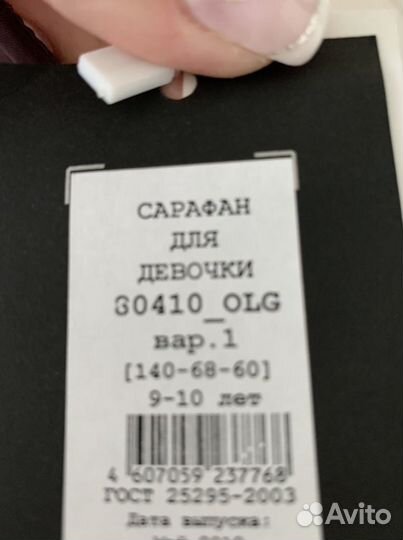 САРАФАН
ДЛЯ
ДЕВОЧКИ
S0410_OLG
вар.1
[140-68-60]
9-10 лет
4 607059 237768
ГОСТ 25295-2003
Дата выпуска:
Avito